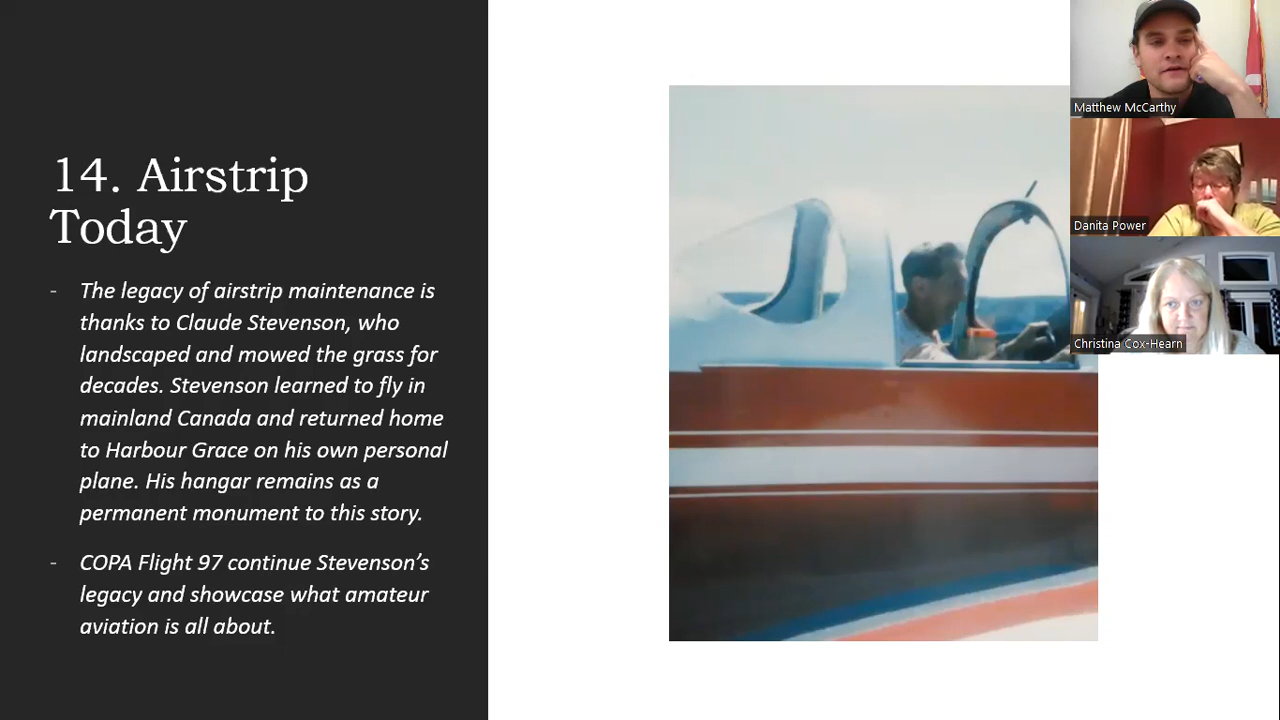 14. Airstrip
Today
- The legacy of airstrip maintenance is
thanks to Claude Stevenson, who
landscaped and mowed the grass for
decades. Stevenson learned to fly in
mainland Canada and returned home
to Harbour Grace on his own personal
plane. His hangar remains as a
permanent monument to this story.
- COPA Flight 97 continue Stevenson’s
legacy and showcase what amateur
aviation is all about.
Matthew McCarthy
Danita Power
Christina Cox-Hearn